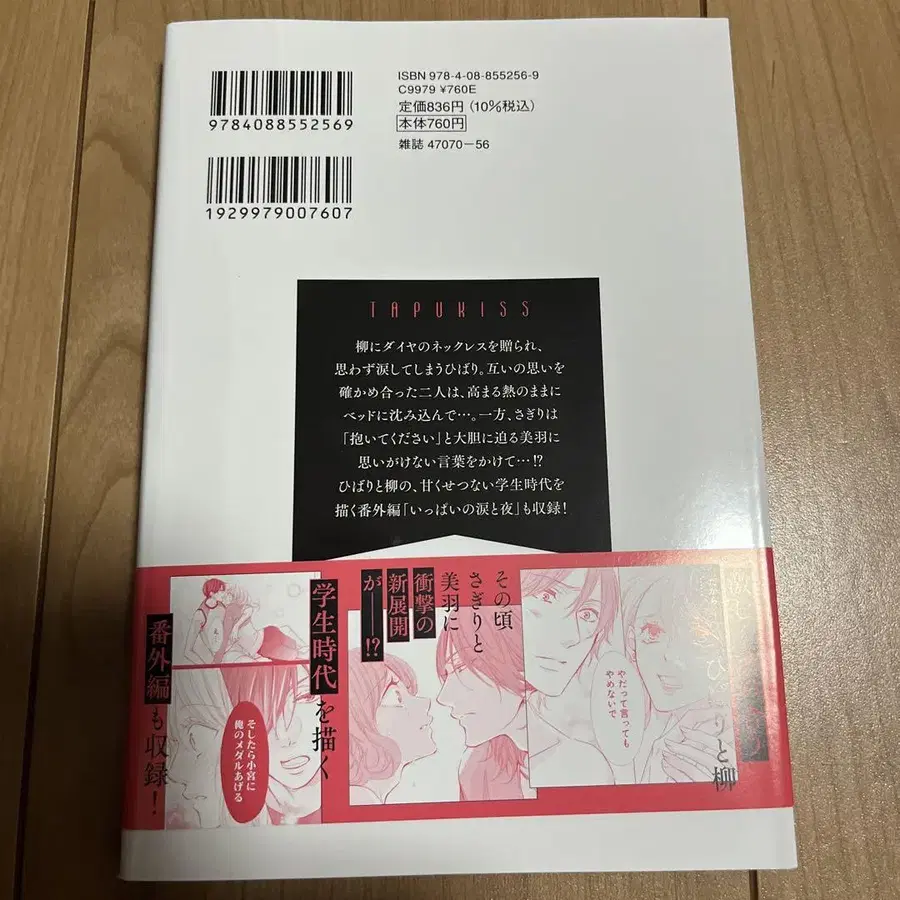 ISBN 978-4-08-855256-9
C9979 ¥760E
定価836円(10%税込)
本体760円
雑誌 47070-56
9784088552569
1929979007607
TAPUKISS
柳にダイヤのネックレスを贈られ、
思わず涙してしまうひばり。互いの思いを
確かめ合った二人は、高まる熱のままに
ベッドに沈み込んで…。一方、さぎりは
「抱いてください」と大胆に迫る美羽に
思いがけない言葉をかけて…!?
ひばりと柳の、甘くせつない学生時代を
描く番外編「いっぱいの涙と夜」も収録!
りと柳
やだって言っても
やめないで
その頃
さぎりと
美羽に
衝撃の
新展開
が――!?
学生時代を描く
番外編も収録!
え…
そしたら小宮に
俺のメダルあげる